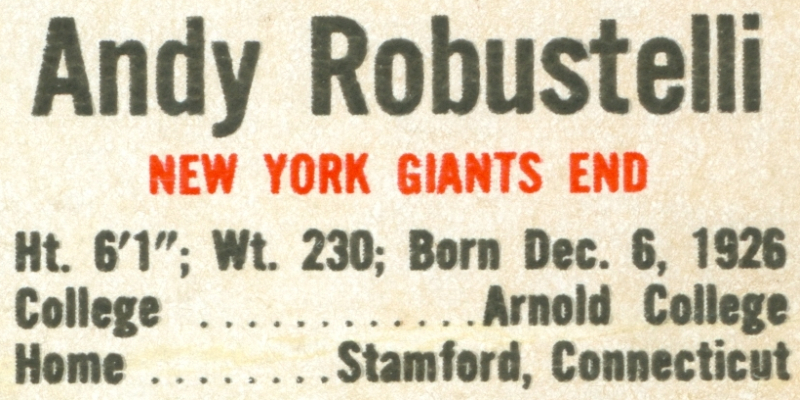 Andy Robustelli
NEW YORK GIANTS END
Ht. 6'1"; Wt. 230; Born Dec. 6, 1926
College .............Arnold College
Home ........Stamford, Connecticut